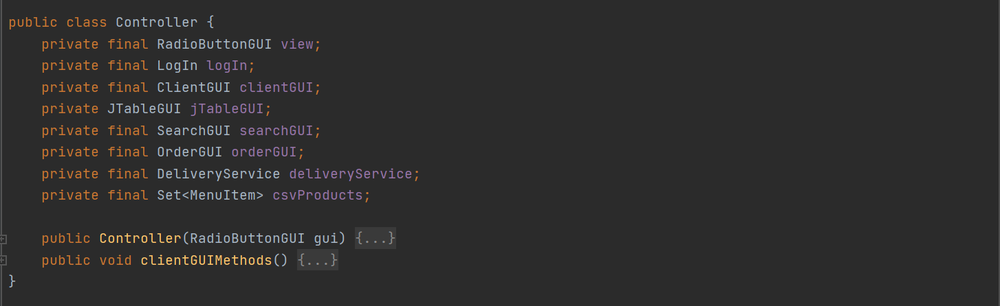 public class Controller {
    private final RadioButtonGUI view;
    private final LogIn logIn;
    private final ClientGUI clientGUI;
    private JTableGUI jTableGUI;
    private final SearchGUI searchGUI;
    private final OrderGUI orderGUI;
    private final DeliveryService deliveryService;
    private final Set<MenuItem> csvProducts;
    public Controller(RadioButtonGUI gui) {...}
    public void clientGUIMethods() {...}
}